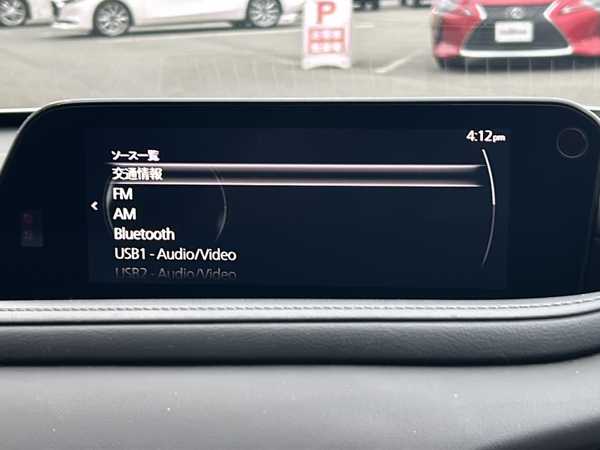 P
4:12pm
ソース一覧
交通情報
FM
AM
Bluetooth
USB1 - Audio/Video
USB2 - Audio/Video